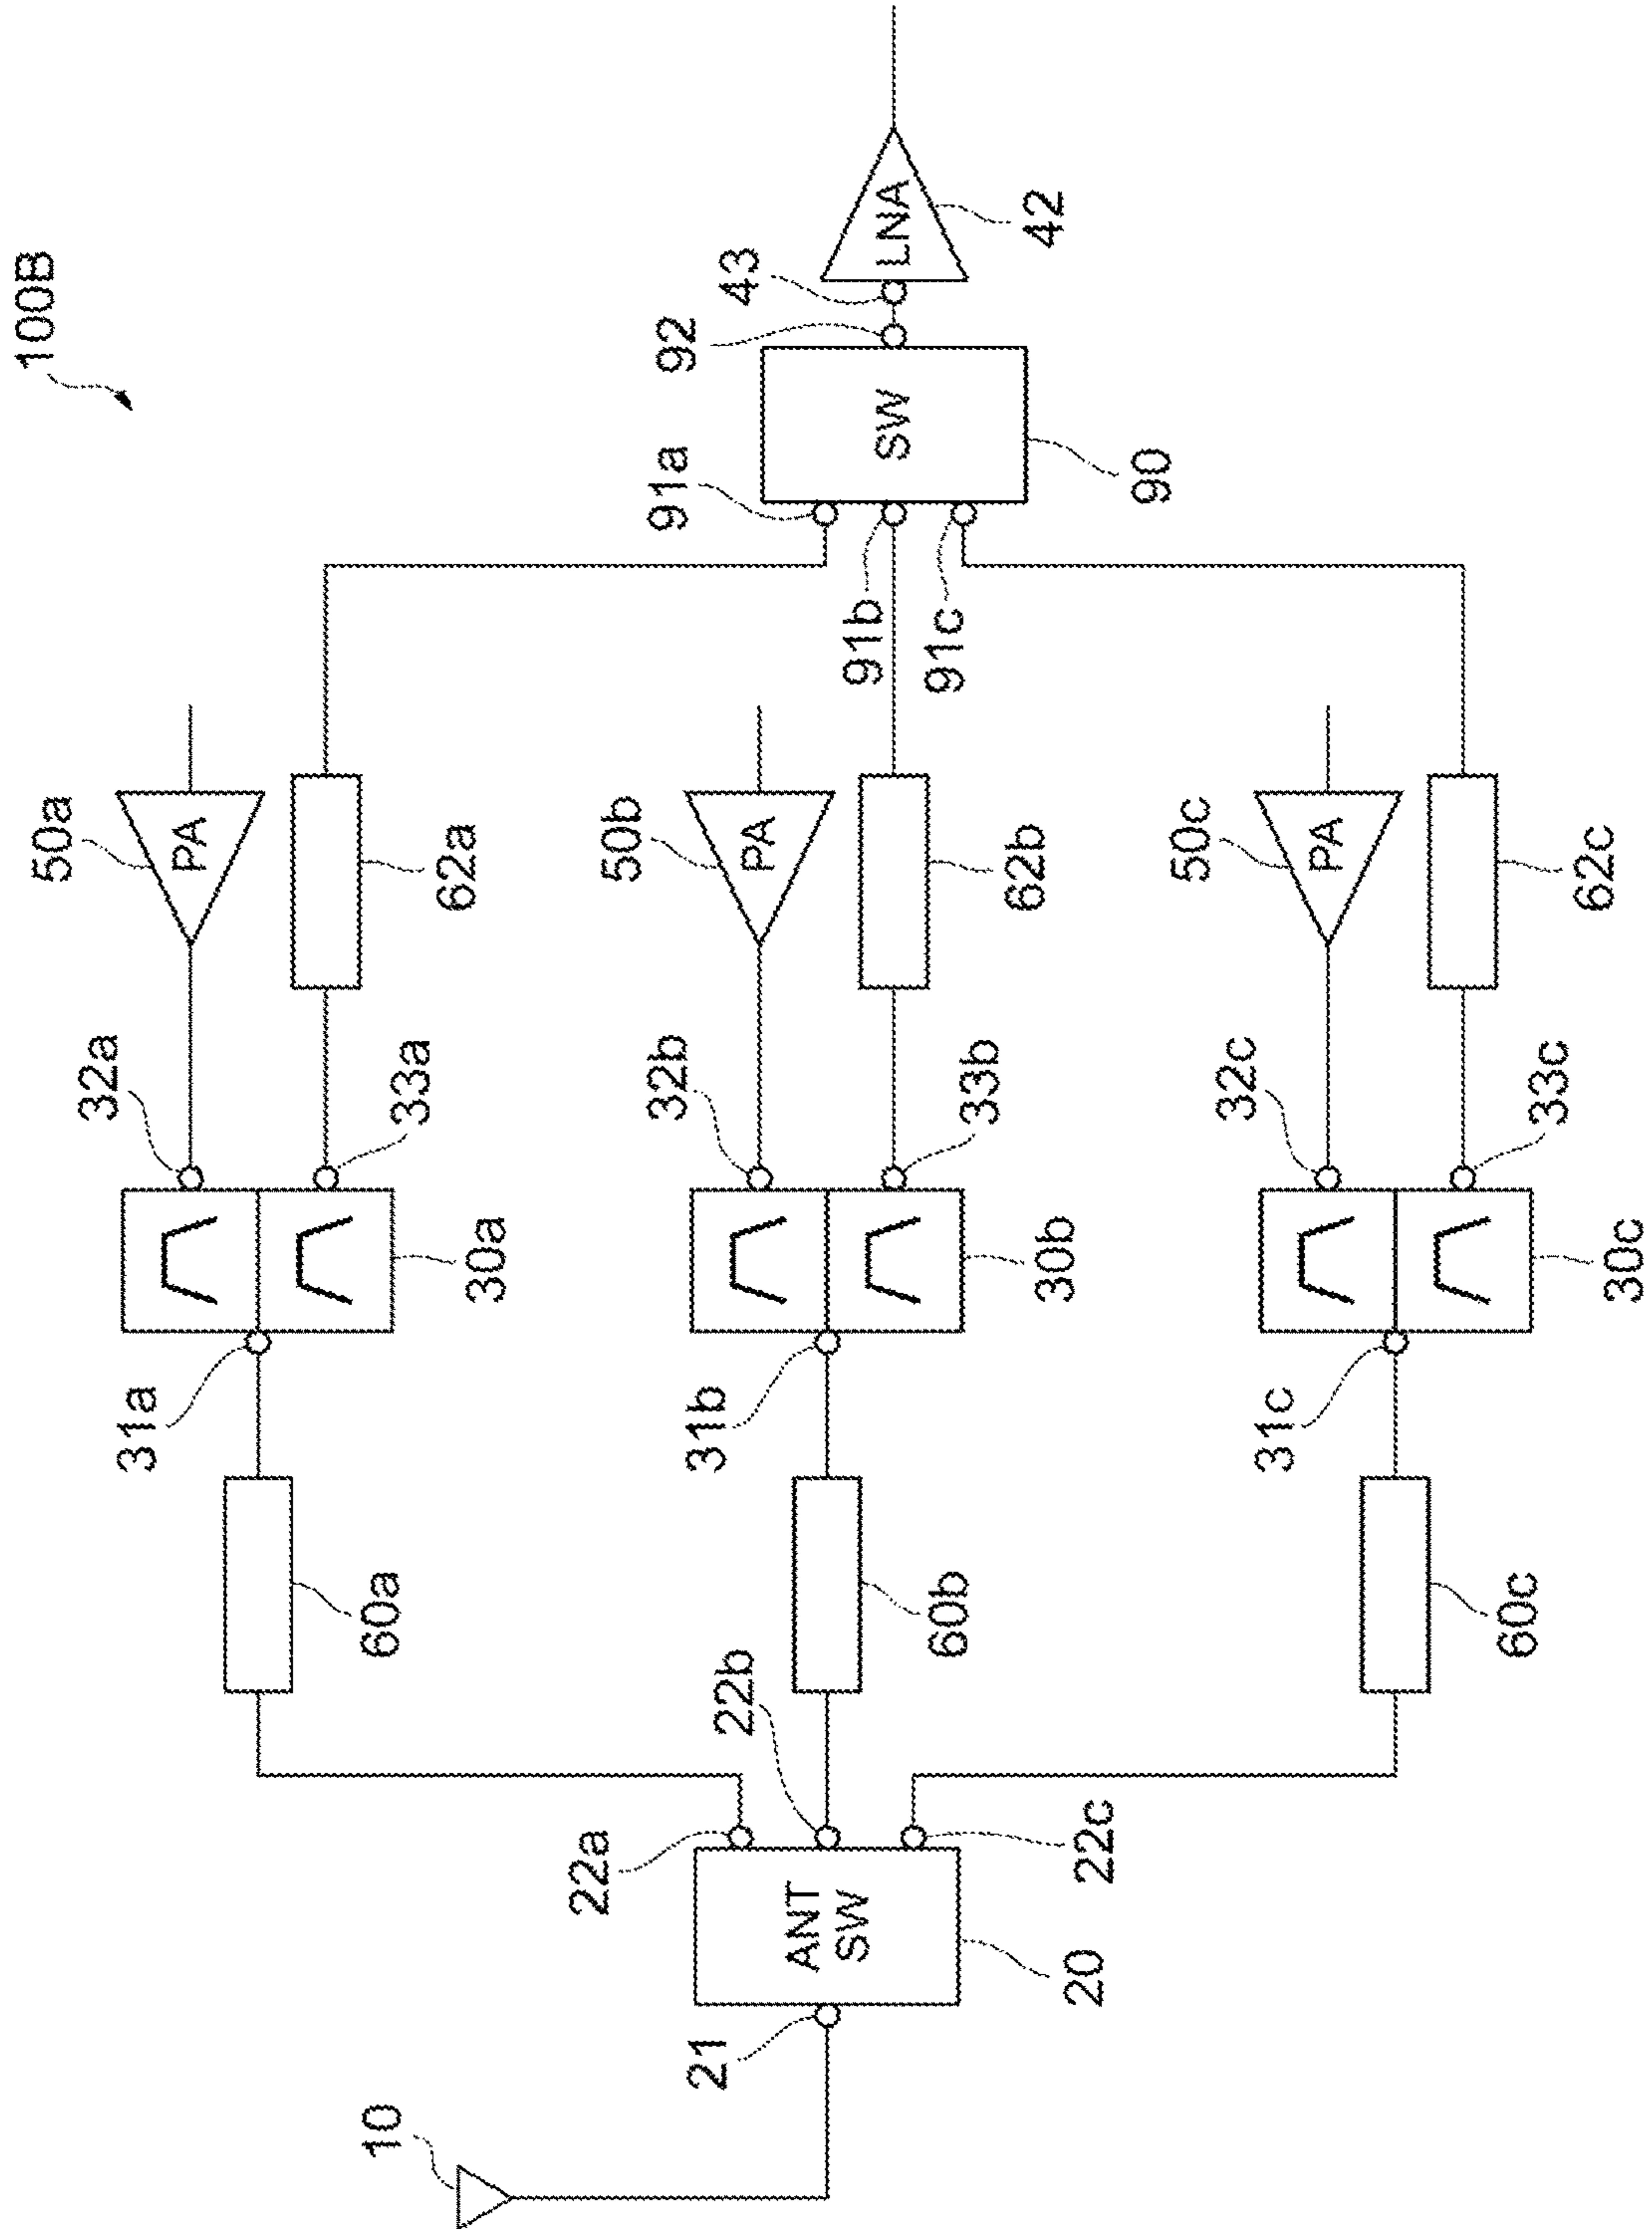 100B
10
21
ANT
SW
20
22a
22b
22c
60a
60b
60c
31a
31b
31c
30a
30b
30c
32a
33a
32b
33b
32c
33c
50a
PA
62a
50b
PA
62b
50c
PA
62c
91a
91b
91c
SW
90
92
43
LNA
42